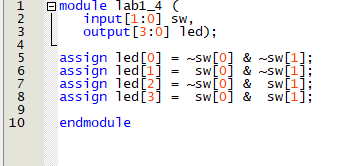 1 module lab1_4 (
2 input[1:0] sw,
3 output[3:0] led);
4
5 assign led[0] = ~sw[0] & ~sw[1];
6 assign led[1] =  sw[0] & ~sw[1];
7 assign led[2] = ~sw[0] &  sw[1];
8 assign led[3] =  sw[0] &  sw[1];
9
10 endmodule